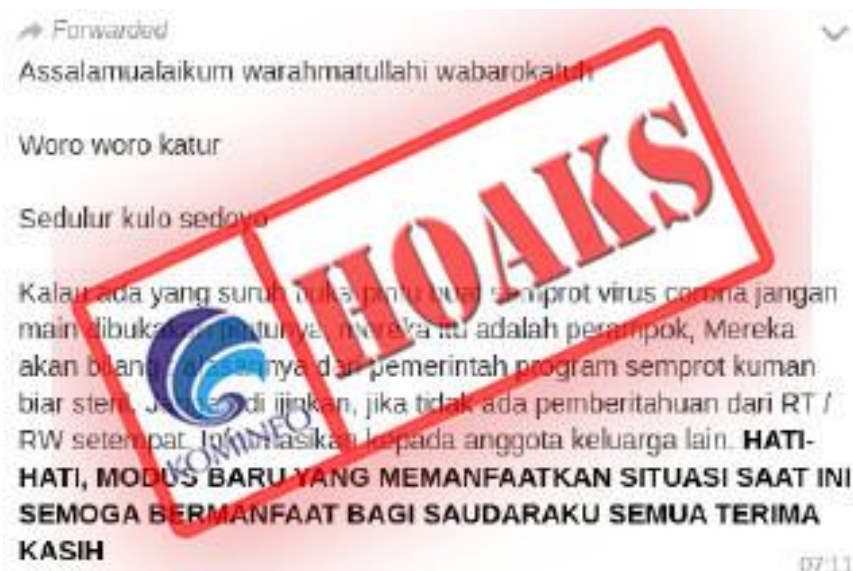 Forwarded
Assalamualaikum warahmatullahi wabarokatuh
Woro woro katur
Sedulur kulo sedoyo
HOAKS
Kalau ada yang suruh buka pintu buat semprot virus corona jangan
main dibukakan pintunya, mereka itu adalah perampok, Mereka
akan bilang alasannya dari pemerintah program semprot kuman
biar steril, Jangan di ijinkan, jika tidak ada pemberitahuan dari RT /
RW setempat. Informasikan kepada anggota keluarga lain. HATI-
HATI, MODUS BARU YANG MEMANFAATKAN SITUASI SAAT INI
SEMOGA BERMANFAAT BAGI SAUDARAKU SEMUA TERIMA
KASIH
KOMINFO
07:11